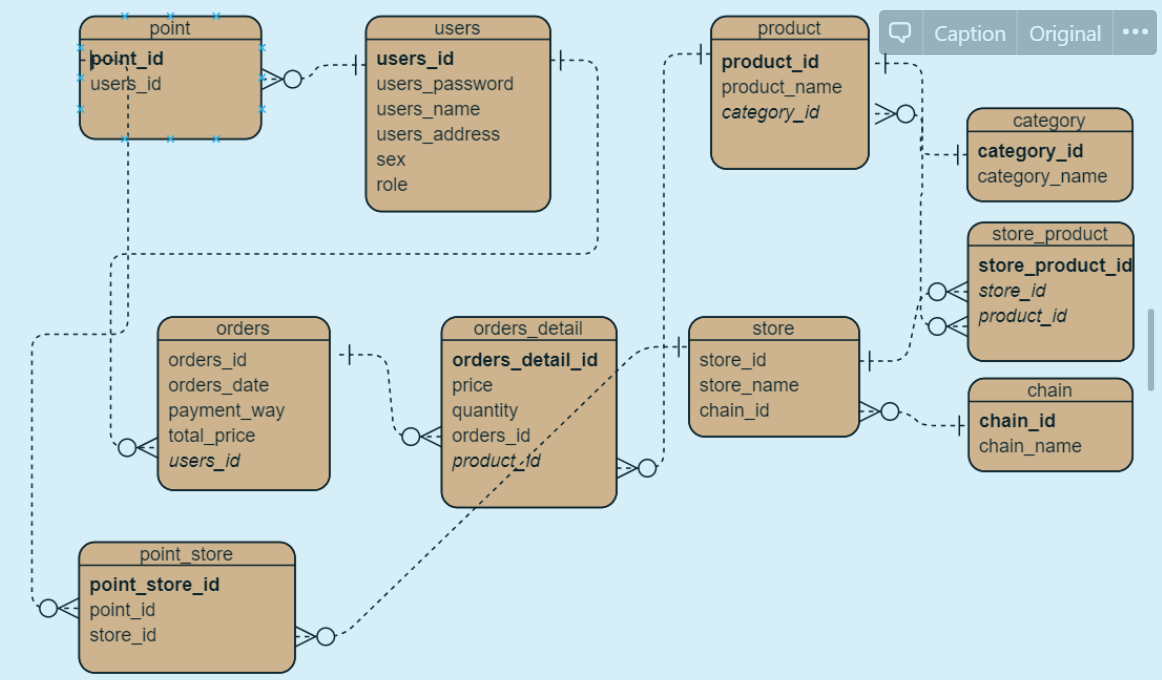 point
point_id
users_id
users
users_id
users_password
users_name
users_address
sex
role
product
product_id
product_name
category_id
Caption
Original
category
category_id
category_name
store_product
store_product_id
store_id
product_id
orders
orders_id
orders_date
payment_way
total_price
users_id
orders_detail
orders_detail_id
price
quantity
orders_id
product_id
store
store_id
store_name
chain_id
chain
chain_id
chain_name
point_store
point_store_id
point_id
store_id